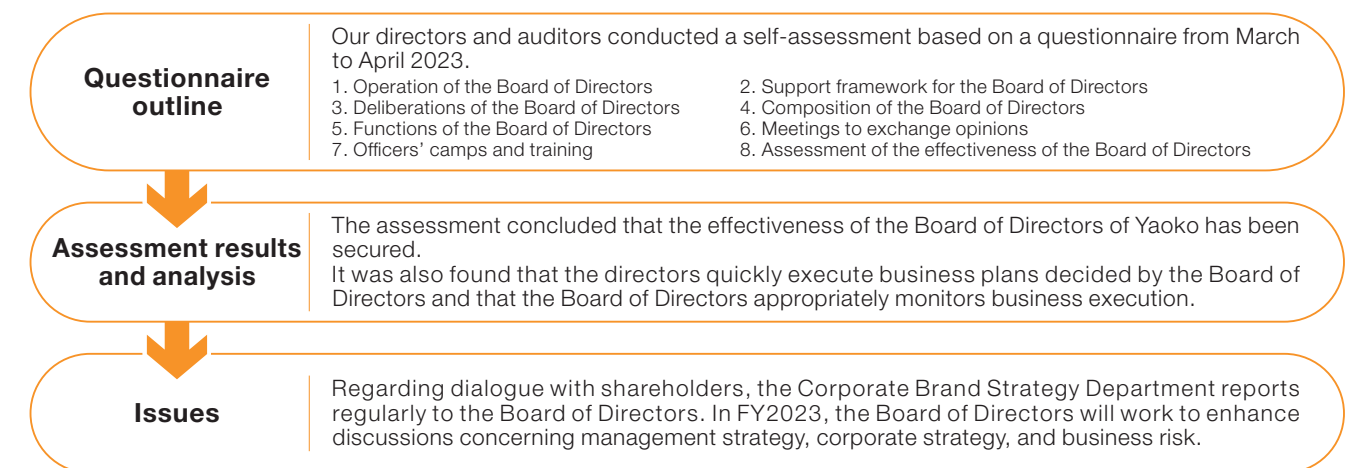 Questionnaire
outline
Our directors and auditors conducted a self-assessment based on a questionnaire from March
to April 2023.
1. Operation of the Board of Directors
2. Support framework for the Board of Directors
3. Deliberations of the Board of Directors
4. Composition of the Board of Directors
5. Functions of the Board of Directors
6. Meetings to exchange opinions
7. Officers’ camps and training
8. Assessment of the effectiveness of the Board of Directors
Assessment results
and analysis
The assessment concluded that the effectiveness of the Board of Directors of Yaoko has been
secured.
It was also found that the directors quickly execute business plans decided by the Board of
Directors and that the Board of Directors appropriately monitors business execution.
Issues
Regarding dialogue with shareholders, the Corporate Brand Strategy Department reports
regularly to the Board of Directors. In FY2023, the Board of Directors will work to enhance
discussions concerning management strategy, corporate strategy, and business risk.